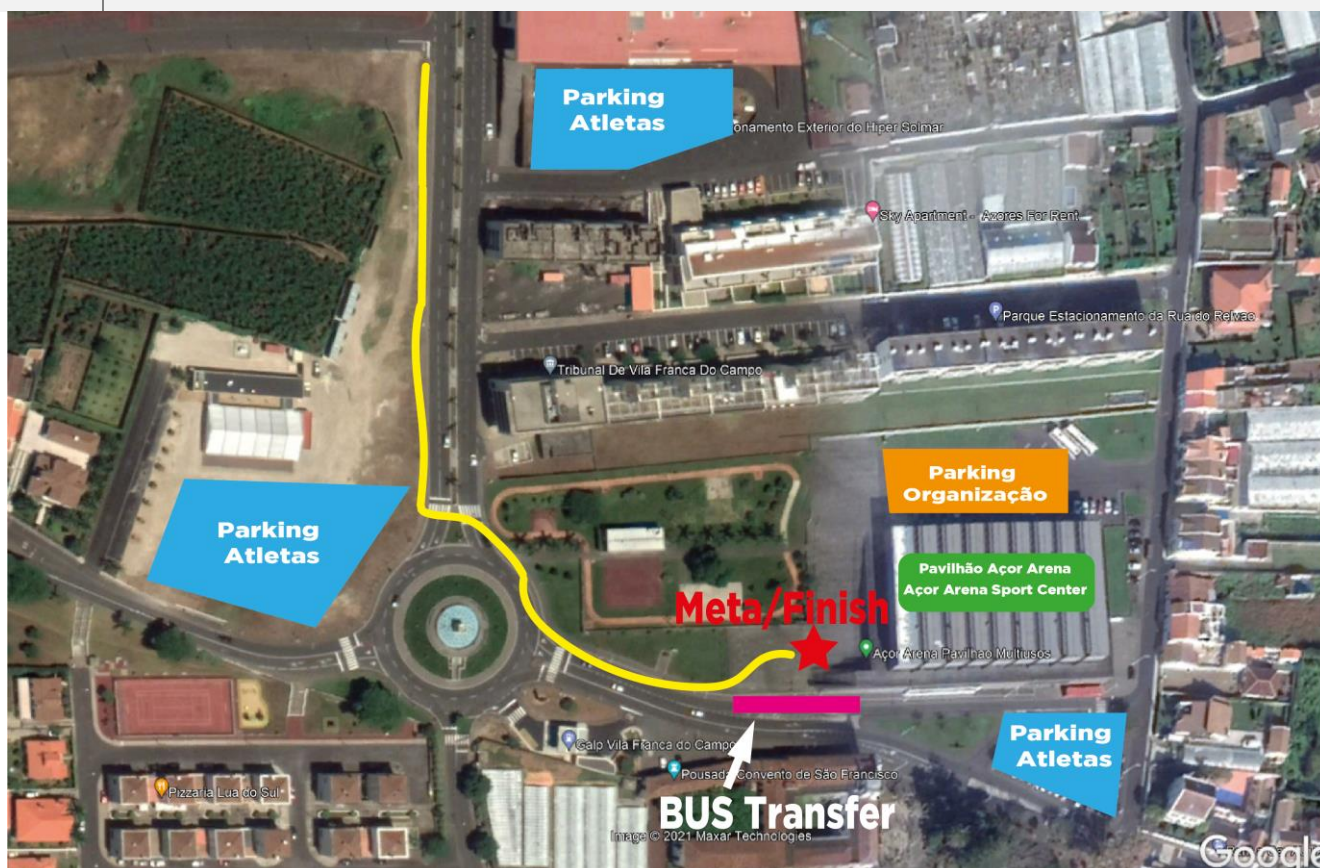 Parking
Atletas
ionamento Exterior do Hiper Solmar
Sky Apartment - Azores For Rent
Parque Estacionamento da Rua do Relvão
Tribunal De Vila Franca Do Campo
Parking
Organização
Parking
Atletas
Pavilhão Açor Arena
Açor Arena Sport Center
Meta/Finish
Açor Arena Pavilhão Multiusos
Parking
Atletas
Galp Vila Franca do Campo
Pousada Convento de São Francisco
Pizzaria Lua do Sul
BUS Transfer
Image © 2021 Maxar Technologies
Google